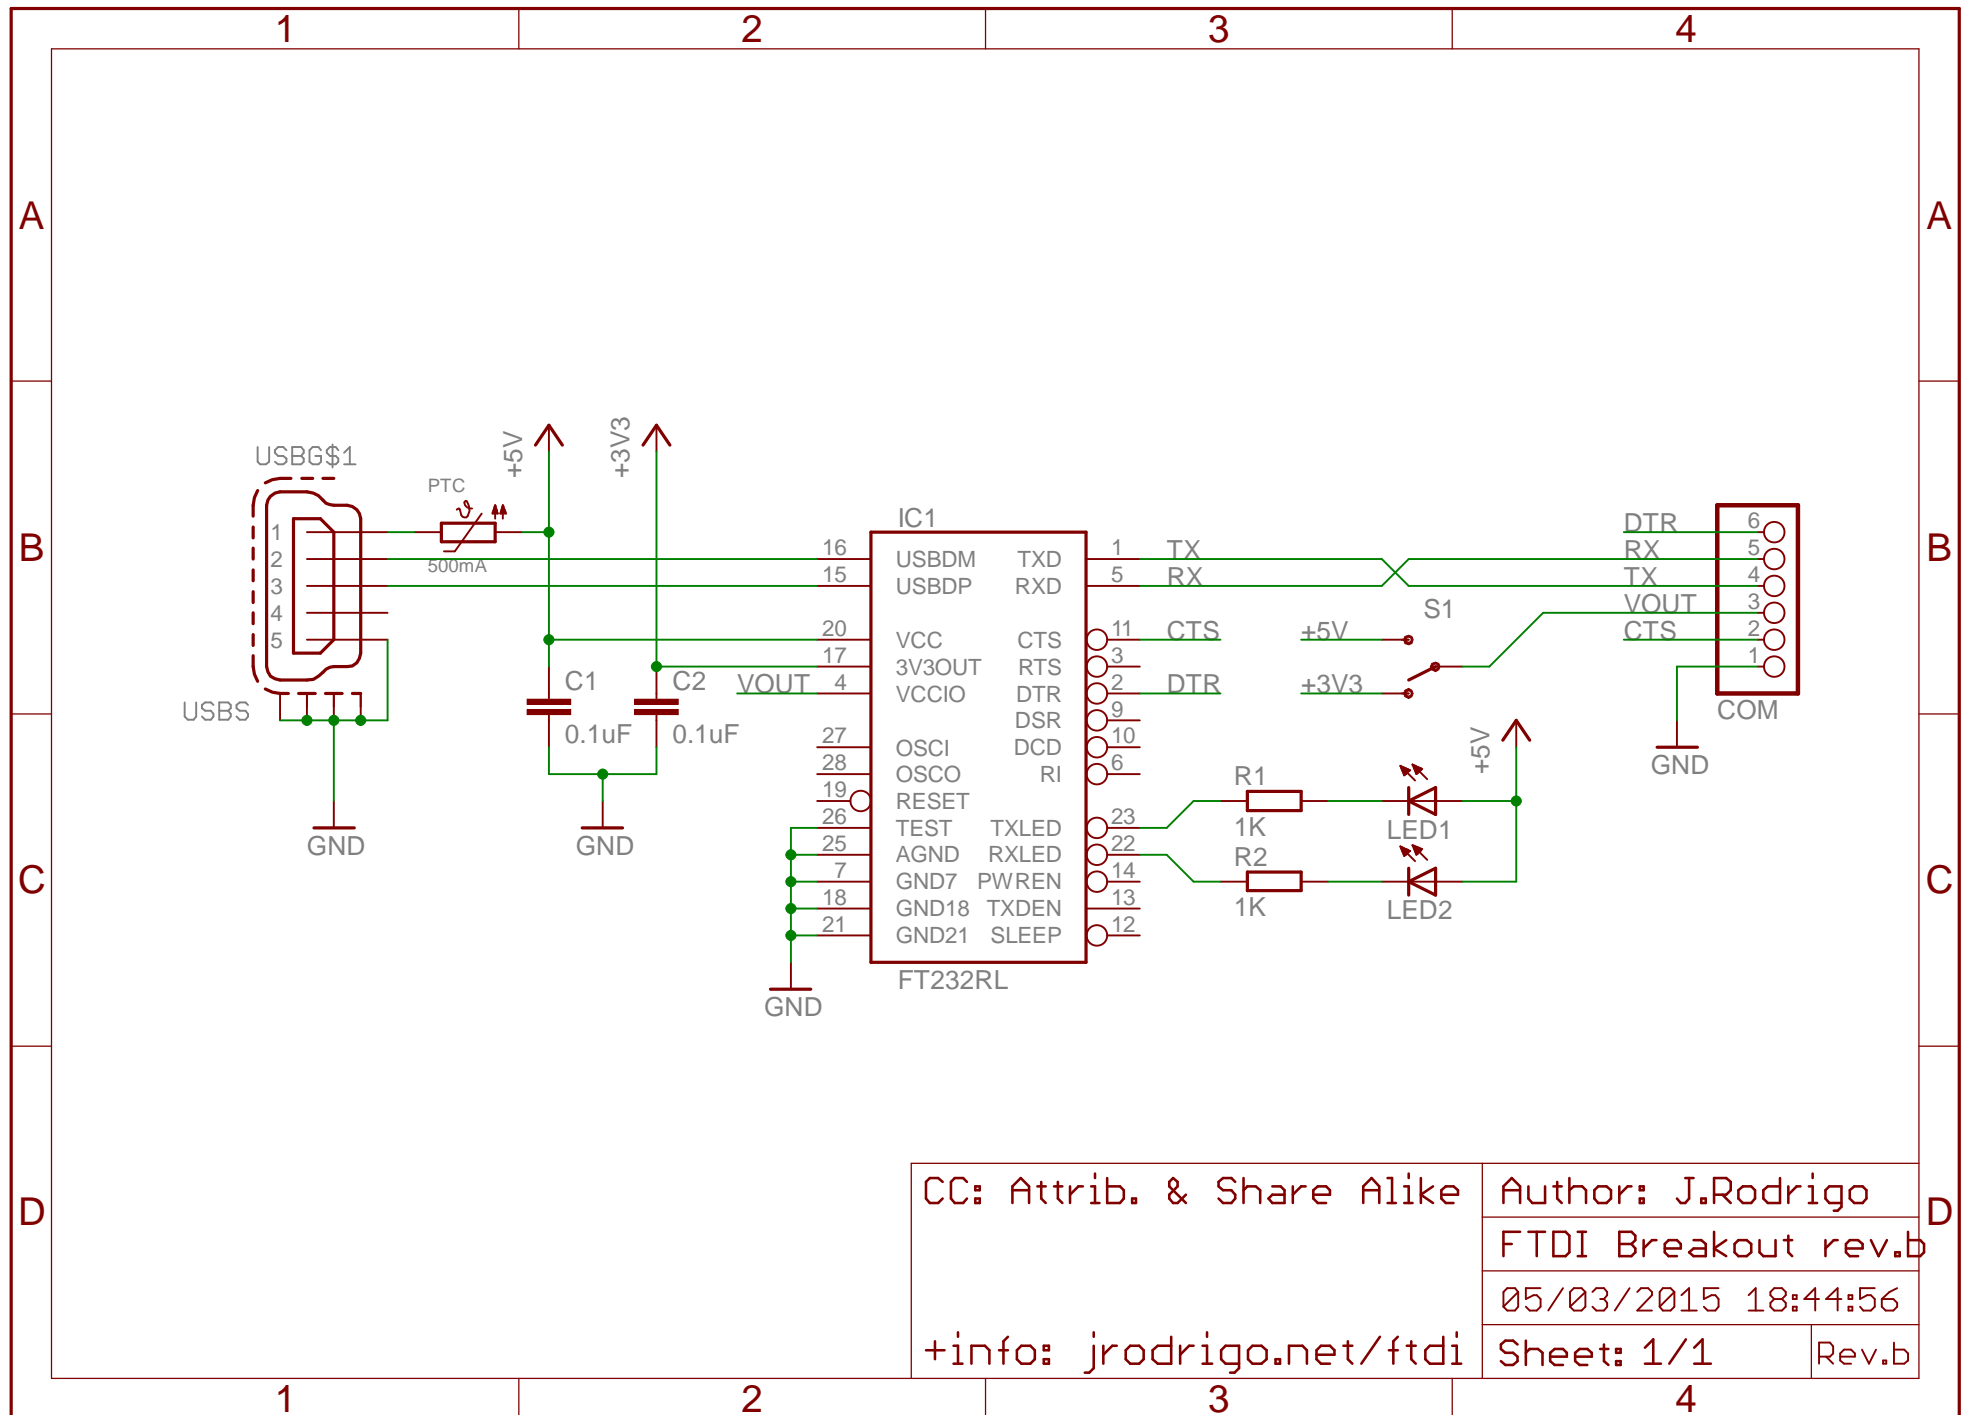 1 2 3 4
A A
B B
C C
D D
USBG$1
1
2
3
4
5
USBS
GND
PTC
500mA
+5V
+3V3
C1
0.1uF
C2
0.1uF
GND
VOUT
IC1
16 USBDM TXD 1 TX
15 USBDP RXD 5 RX
20 VCC CTS 11 CTS
17 3V3OUT RTS 3
4 VCCIO DTR 2 DTR
DSR 9
27 OSCI DCD 10
28 OSCO RI 6
19 RESET
26 TEST TXLED 23
25 AGND RXLED 22
7 GND7 PWREN 14
18 GND18 TXDEN 13
21 GND21 SLEEP 12
FT232RL
GND
+5V
+3V3
S1
R1
1K
LED1
R2
1K
LED2
+5V
DTR 6
RX 5
TX 4
VOUT 3
CTS 2
1
COM
GND
CC: Attrib. & Share Alike
+info: jrodrigo.net/ftdi
Author: J.Rodrigo
FTDI Breakout rev.b
05/03/2015 18:44:56
Sheet: 1/1
Rev.b
1 2 3 4